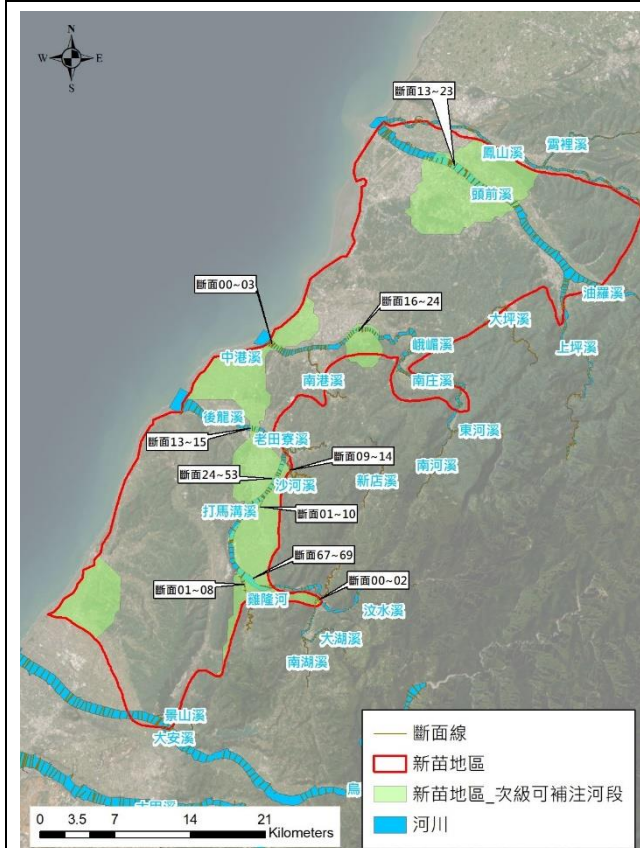 N
W
E
S
斷面13~23
霄裡溪
鳳山溪
頭前溪
油羅溪
斷面00~03
斷面16~24
大坪溪
上坪溪
中港溪
峨嵋溪
南港溪
南庄溪
後龍溪
東河溪
斷面13~15
老田寮溪
斷面09~14
南河溪
斷面24~53
沙河溪
新店溪
打馬溝溪
斷面01~10
斷面67~69
斷面01~08
斷面00~02
雞隆河
汶水溪
大湖溪
南湖溪
景山溪
大安溪
烏
斷面線
新苗地區
新苗地區_次級可補注河段
河川
0 3.5 7 14 21
Kilometers